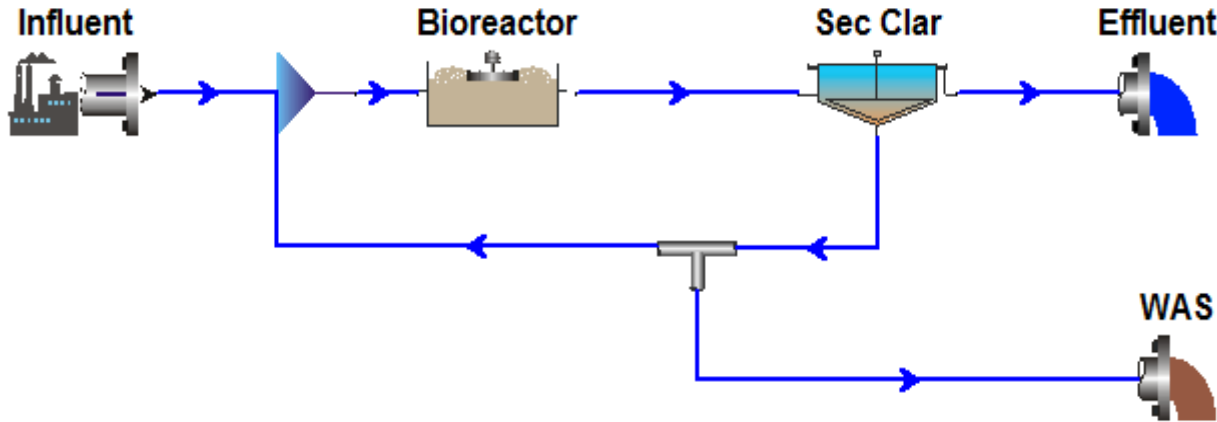 Influent
Bioreactor
Sec Clar
Effluent
WAS